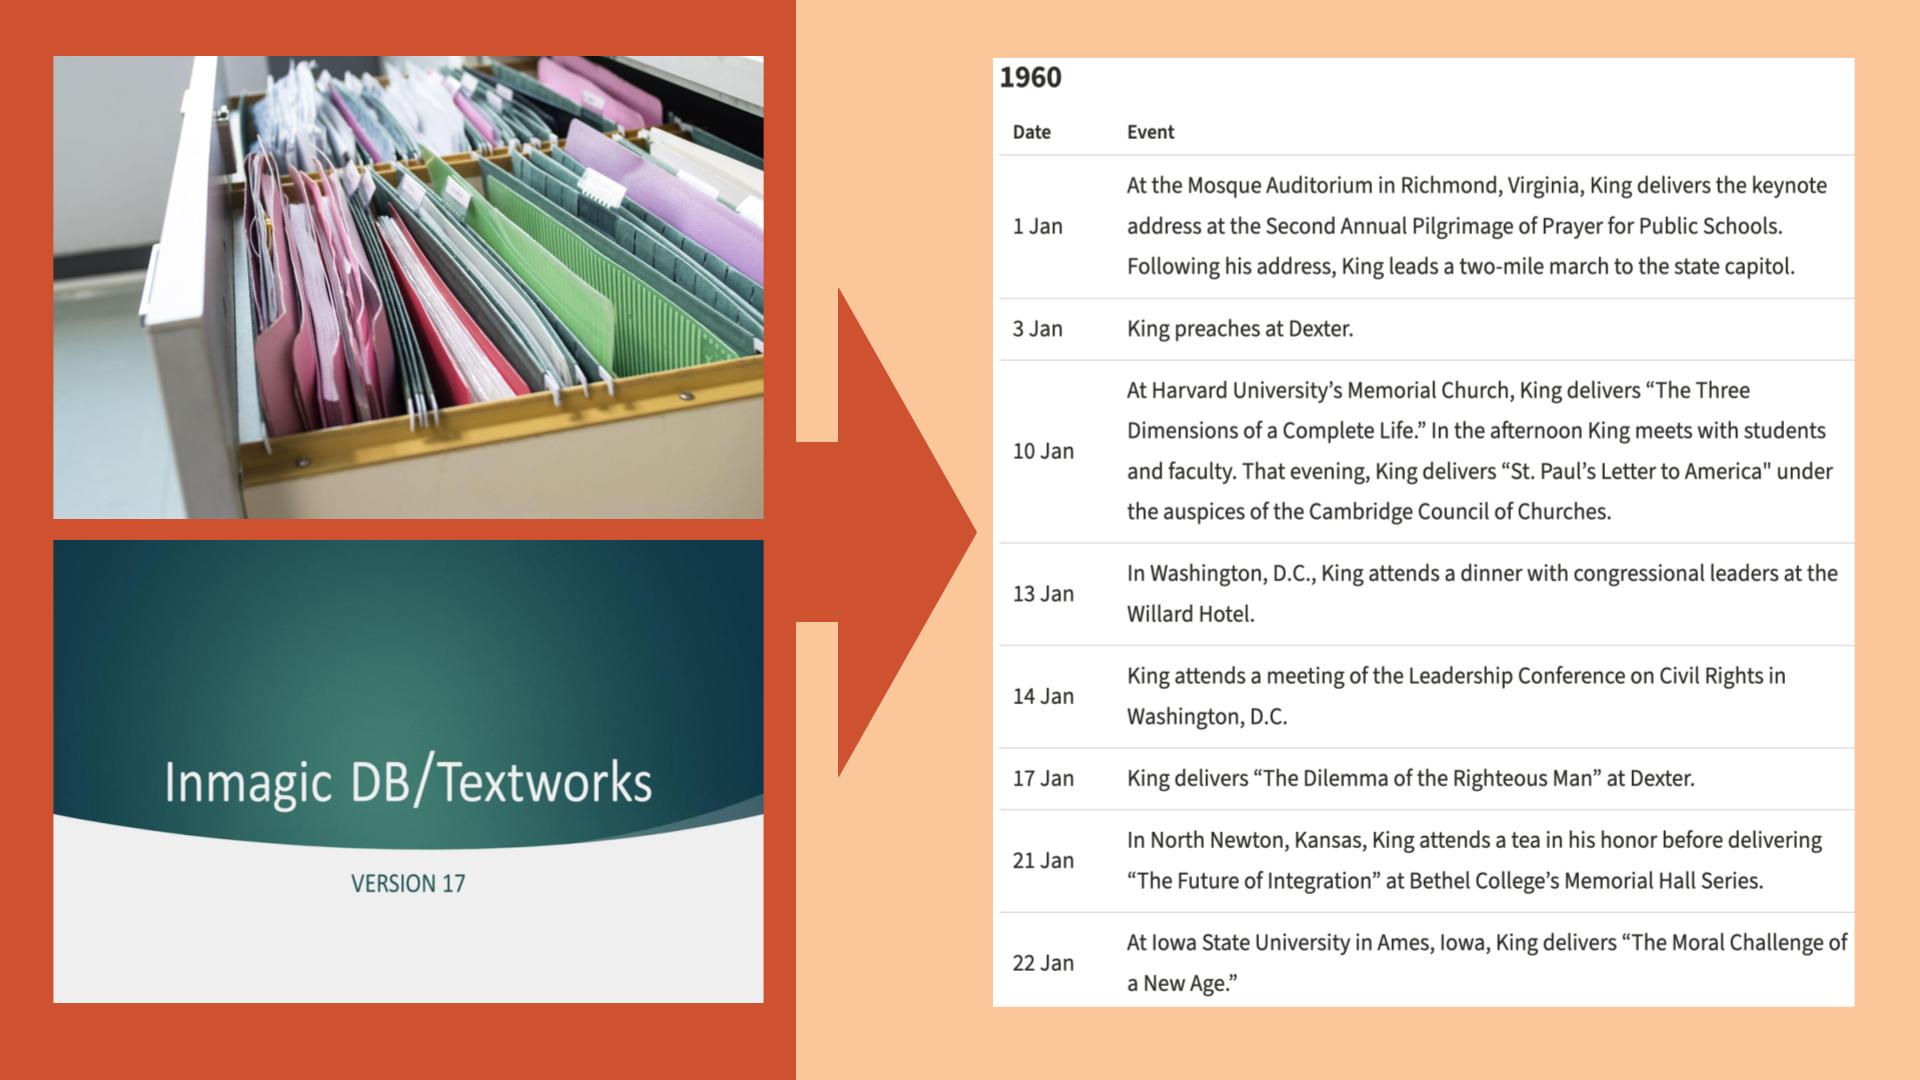 Inmagic DB/Textworks
VERSION 17
1960
Date Event
1 Jan
At the Mosque Auditorium in Richmond, Virginia, King delivers the keynote
address at the Second Annual Pilgrimage of Prayer for Public Schools.
Following his address, King leads a two-mile march to the state capitol.
3 Jan
King preaches at Dexter.
10 Jan
At Harvard University’s Memorial Church, King delivers “The Three
Dimensions of a Complete Life.” In the afternoon King meets with students
and faculty. That evening, King delivers “St. Paul’s Letter to America" under
the auspices of the Cambridge Council of Churches.
13 Jan
In Washington, D.C., King attends a dinner with congressional leaders at the
Willard Hotel.
14 Jan
King attends a meeting of the Leadership Conference on Civil Rights in
Washington, D.C.
17 Jan
King delivers “The Dilemma of the Righteous Man” at Dexter.
21 Jan
In North Newton, Kansas, King attends a tea in his honor before delivering
“The Future of Integration” at Bethel College’s Memorial Hall Series.
22 Jan
At Iowa State University in Ames, Iowa, King delivers “The Moral Challenge of
a New Age.”